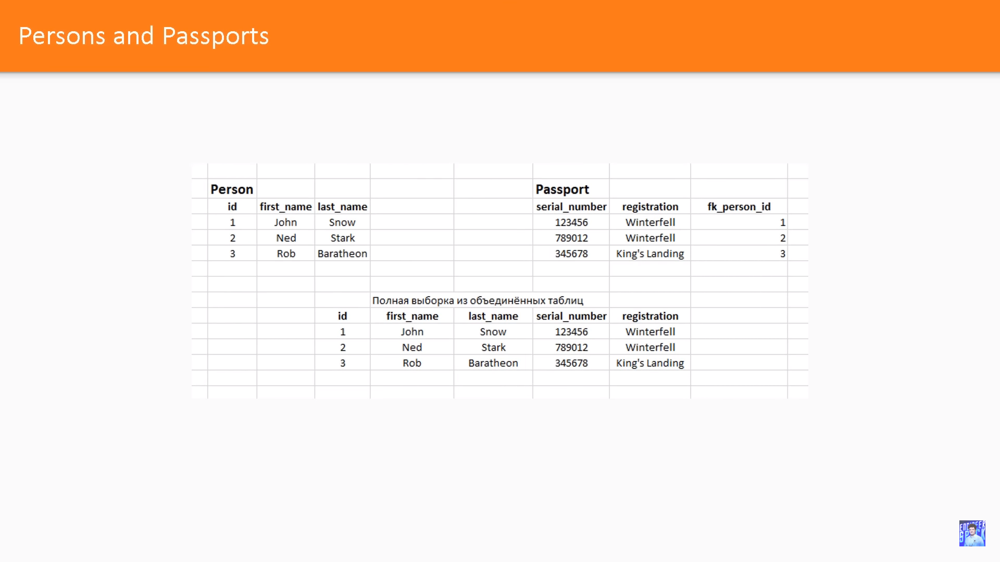 Persons and Passports
Person Passport
id first_name last_name serial_number registration fk_person_id
1 John Snow 123456 Winterfell 1
2 Ned Stark 789012 Winterfell 2
3 Rob Baratheon 345678 King's Landing 3
Полная выборка из объединённых таблиц
id first_name last_name serial_number registration
1 John Snow 123456 Winterfell
2 Ned Stark 789012 Winterfell
3 Rob Baratheon 345678 King's Landing